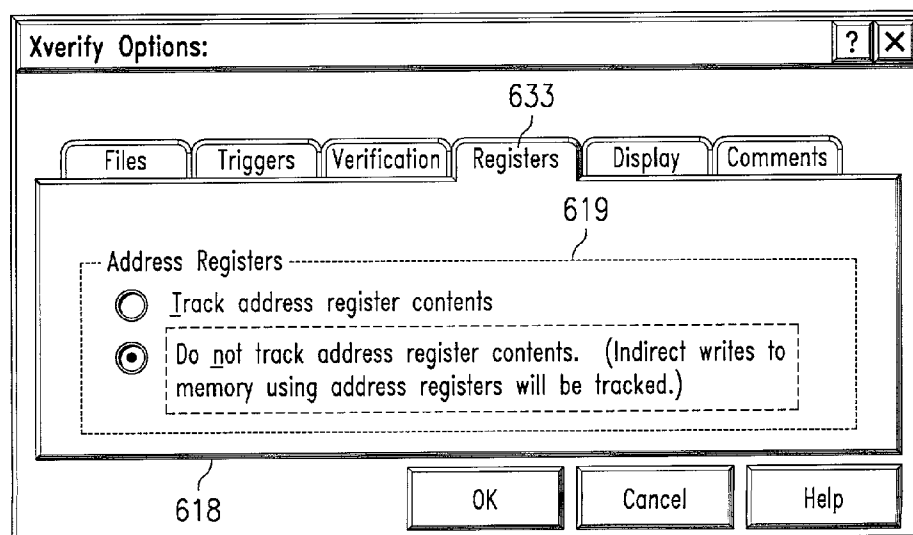 Xverify Options:
? X
633
Files Triggers Verification Registers Display Comments
619
Address Registers
Track address register contents
Do not track address register contents. (Indirect writes to
memory using address registers will be tracked.)
618
OK Cancel Help